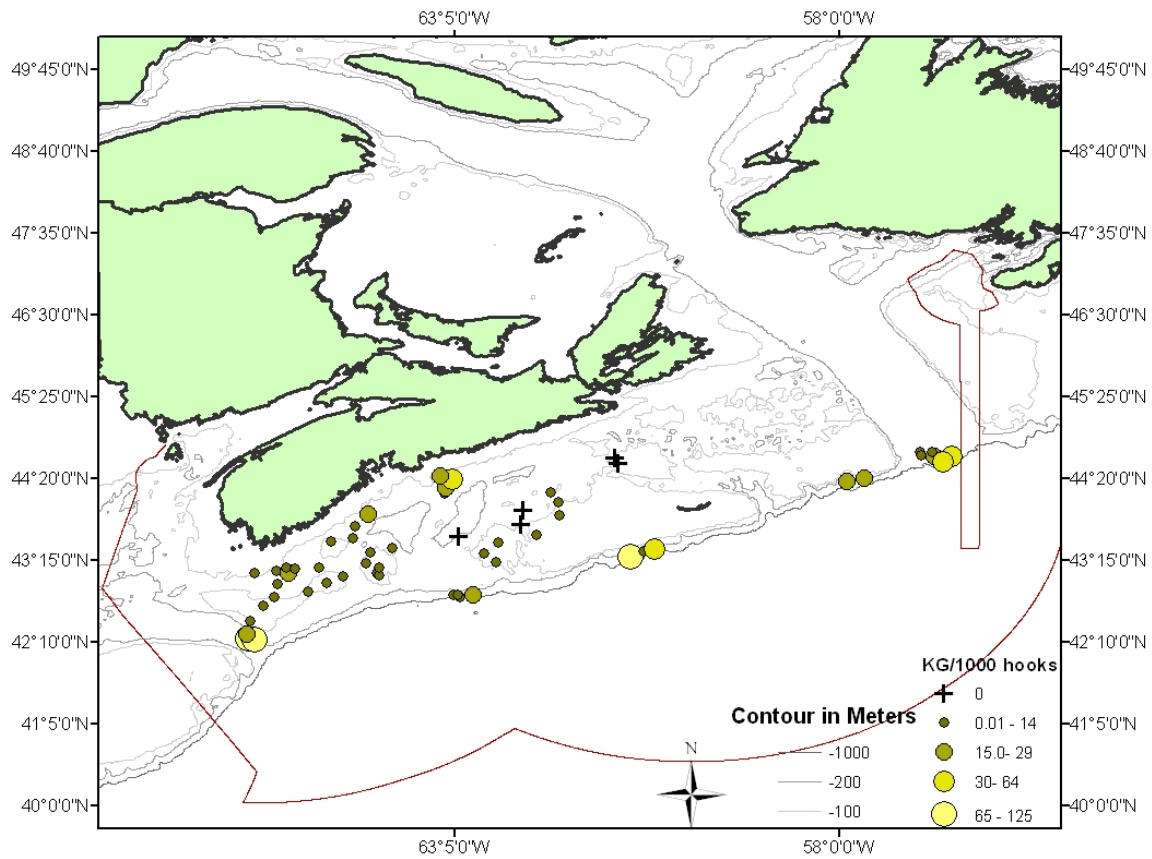 63°5'0"W 58°0'0"W
49°45'0"N 49°45'0"N
48°40'0"N 48°40'0"N
47°35'0"N 47°35'0"N
46°30'0"N 46°30'0"N
45°25'0"N 45°25'0"N
44°20'0"N 44°20'0"N
43°15'0"N 43°15'0"N
42°10'0"N 42°10'0"N
41°5'0"N 41°5'0"N
40°0'0"N 40°0'0"N
63°5'0"W 58°0'0"W
Contour in Meters
-1000
-200
-100
N
KG/1000 hooks
0
0.01 - 14
15.0- 29
30- 64
65 - 125